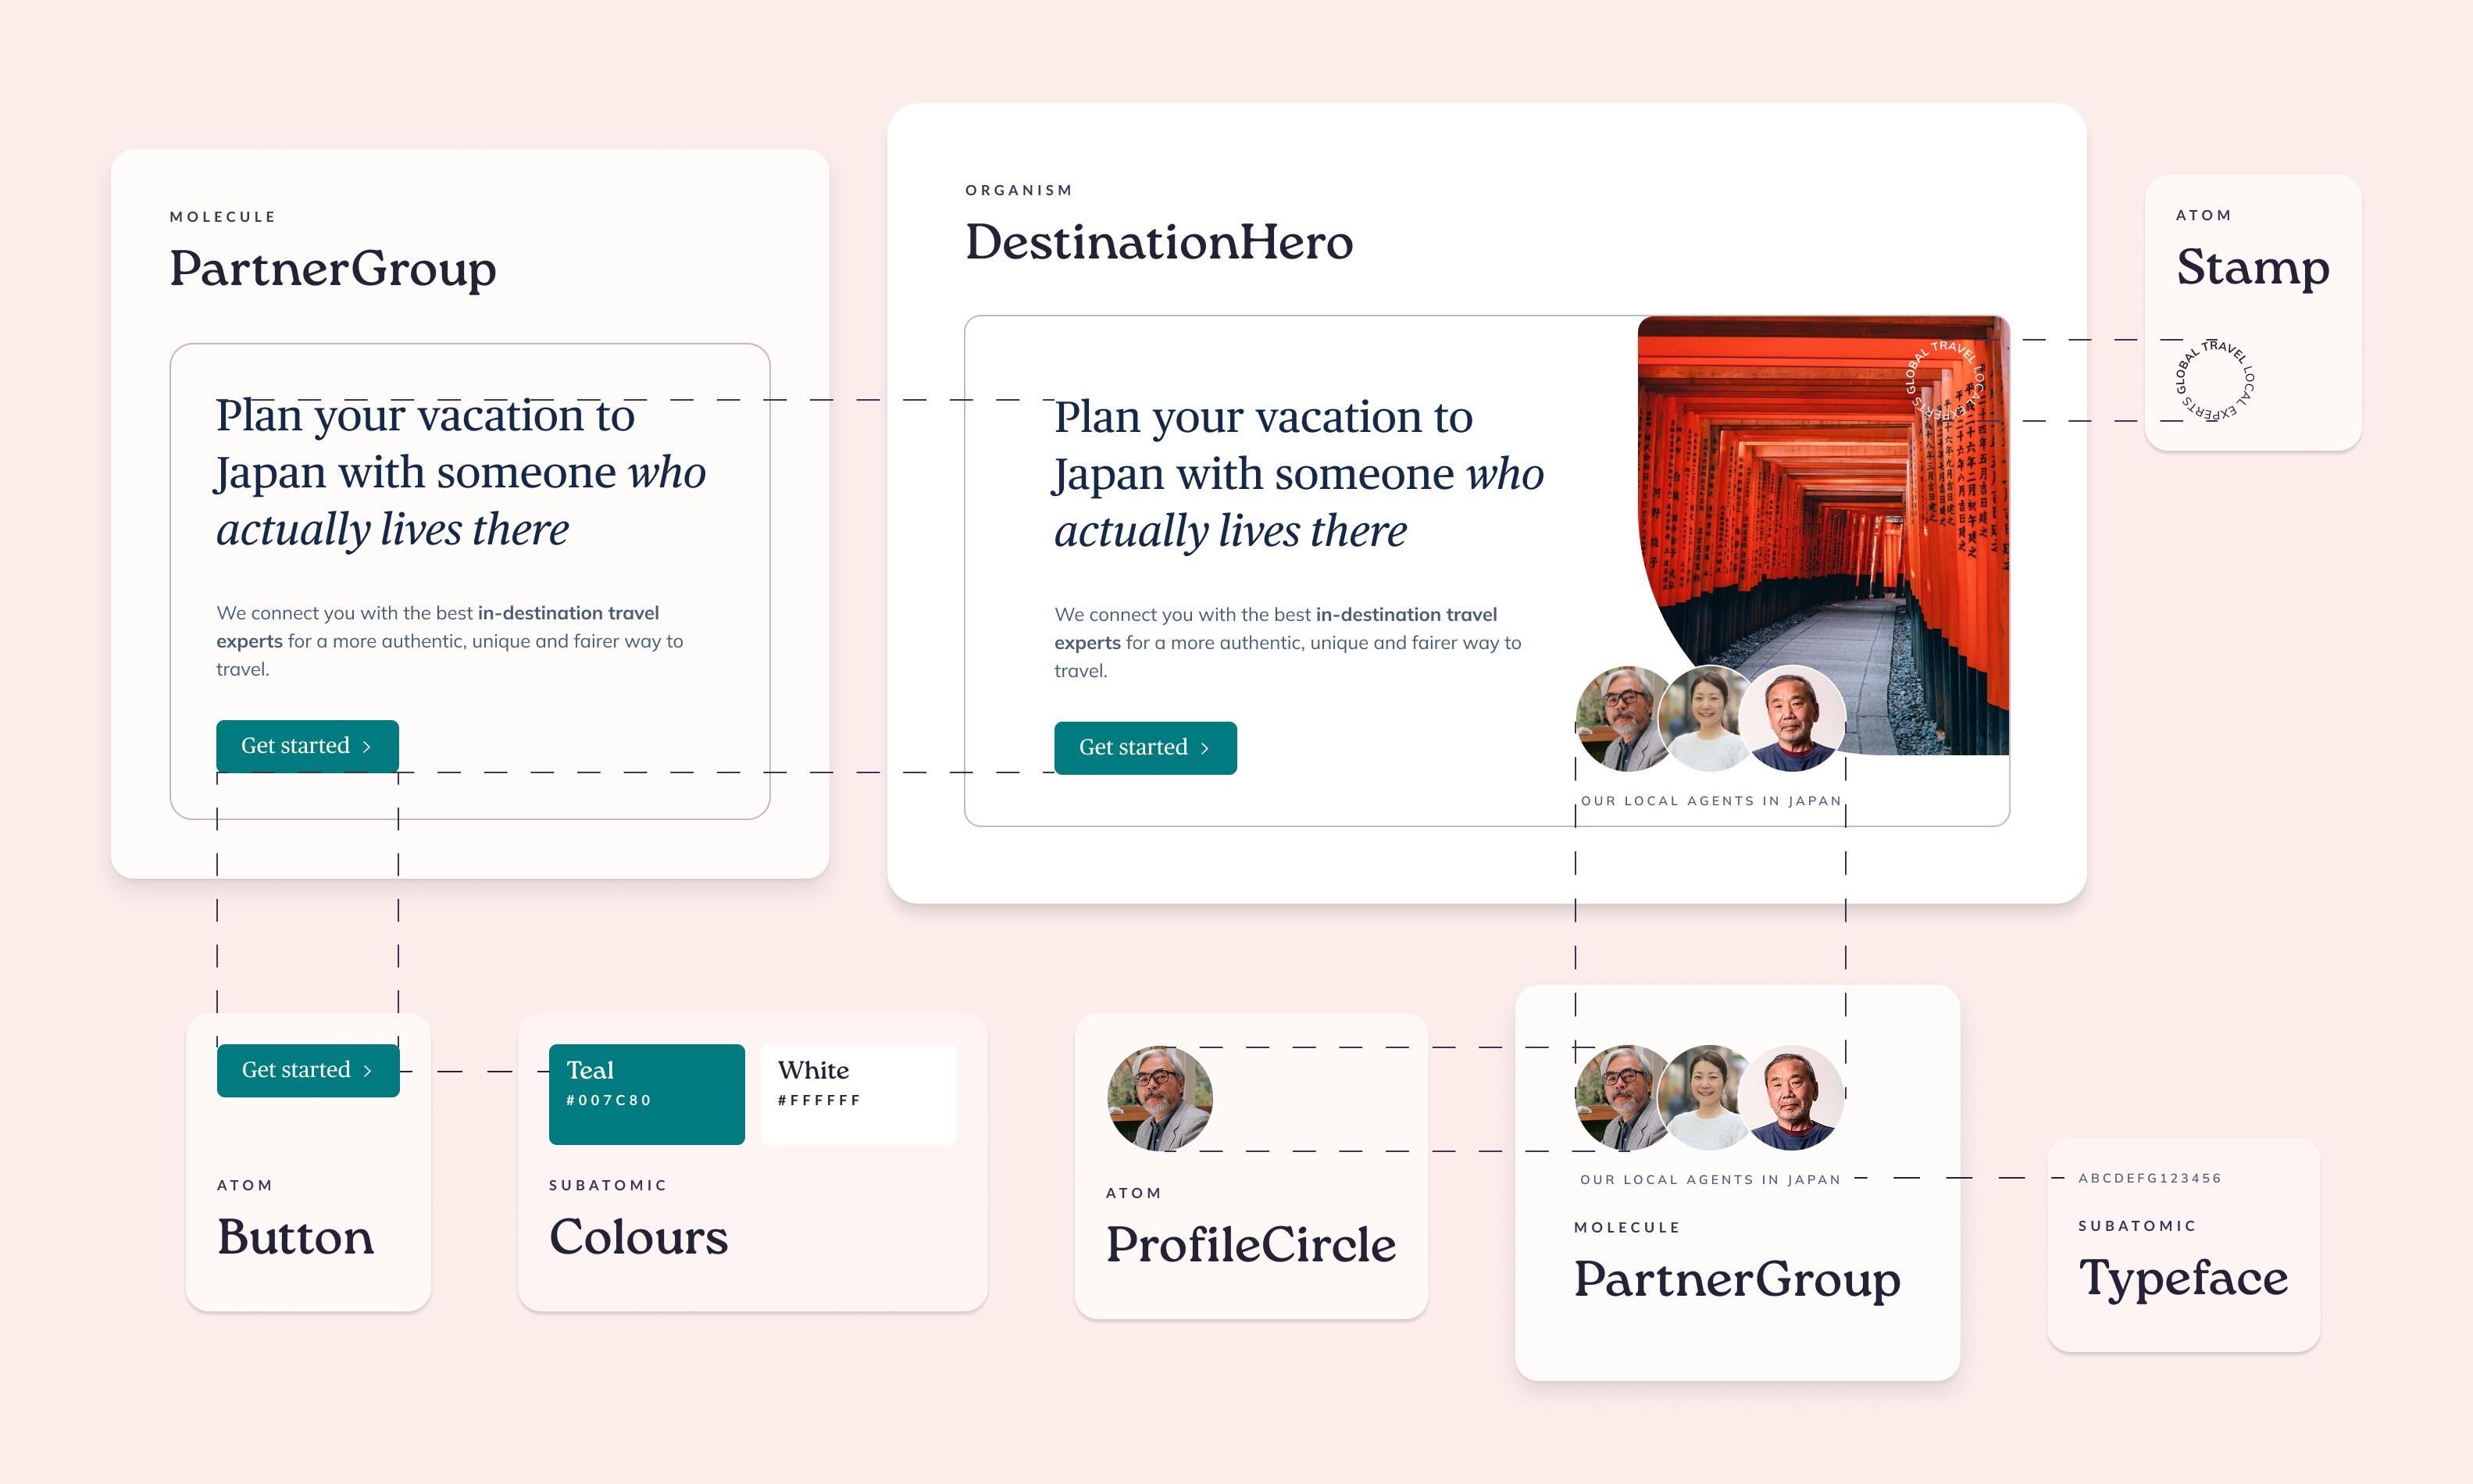 MOLECULE
PartnerGroup
Plan your vacation to
Japan with someone who
actually lives there
We connect you with the best in-destination travel
experts for a more authentic, unique and fairer way to
travel.
Get started
ORGANISM
DestinationHero
Plan your vacation to
Japan with someone who
actually lives there
We connect you with the best in-destination travel
experts for a more authentic, unique and fairer way to
travel.
Get started
GLOBAL TRAVEL LOCAL EXPERTS
OUR LOCAL AGENTS IN JAPAN
ATOM
Stamp
GLOBAL TRAVEL LOCAL EXPERTS
Get started
ATOM
Button
Teal
#007C80
White
#FFFFFF
SUBATOMIC
Colours
ATOM
ProfileCircle
OUR LOCAL AGENTS IN JAPAN
MOLECULE
PartnerGroup
ABCDEFG123456
SUBATOMIC
Typeface